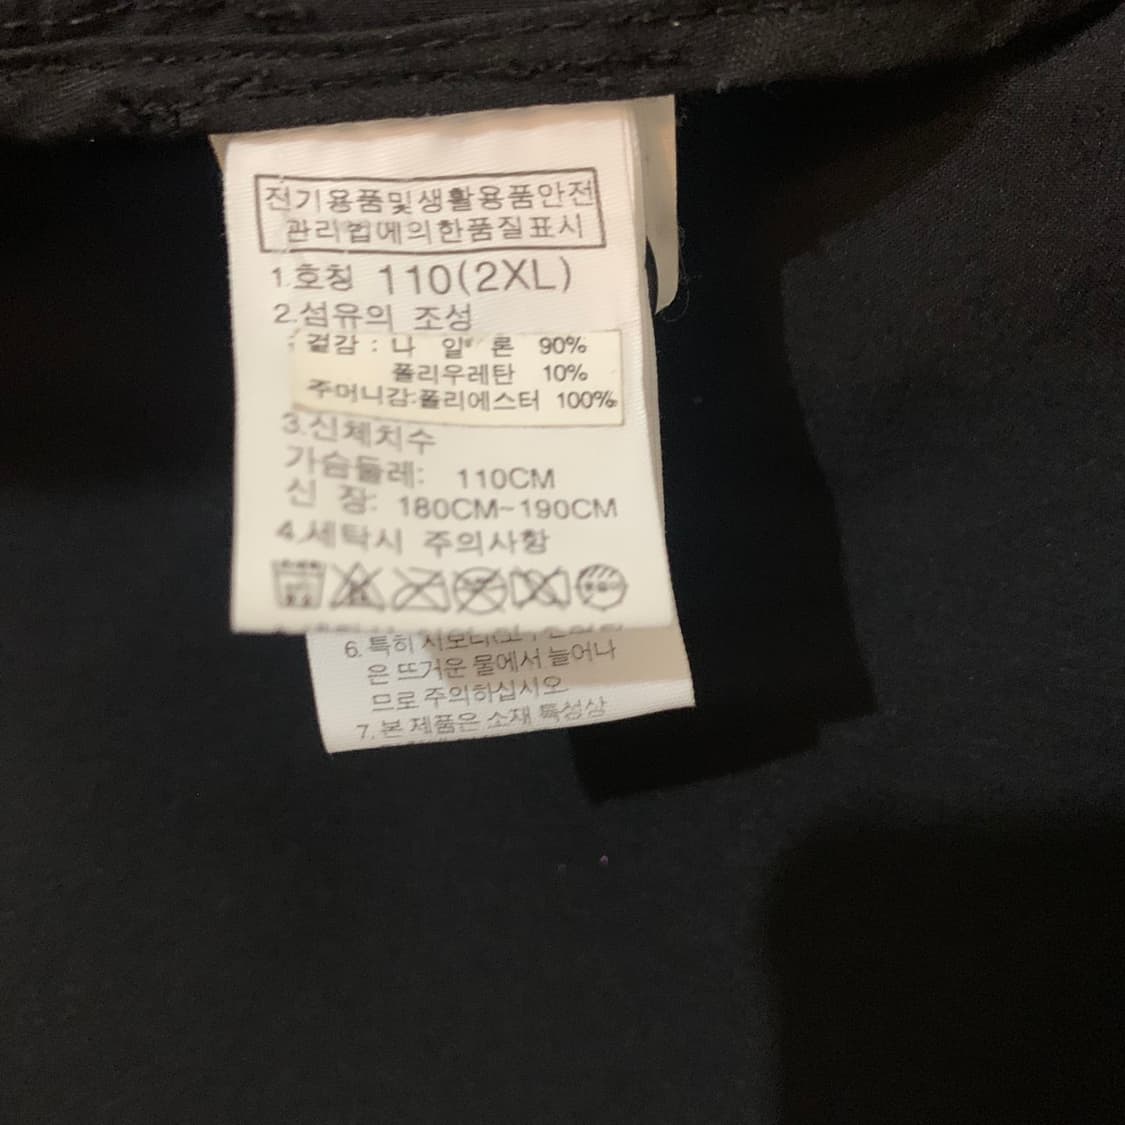 전기용품및생활용품안전
관리법에의한품질표시
1.호칭 110(2XL)
2.섬유의 조성
겉감 : 나 일 론 90%
폴리우레탄 10%
주머니감:폴리에스터 100%
3.신체치수
가슴둘레: 110CM
신 장: 180CM~190CM
4.세탁시 주의사항
6. 특히
은 뜨거운 물에서 늘어나
므로 주의하십시오
7. 본 제품은 소재 특성상